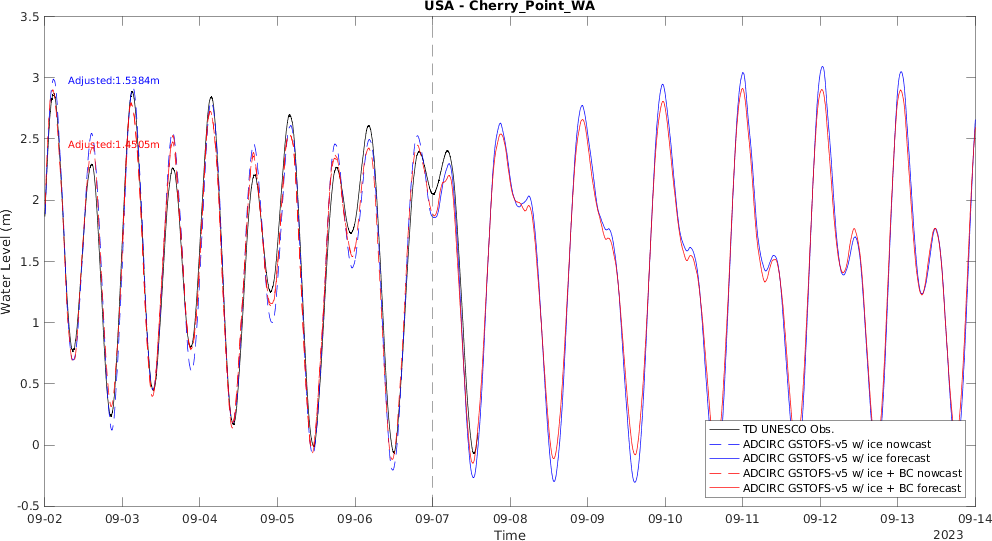 USA - Cherry_Point_WA
3.5
3
2.5
2
1.5
1
0.5
0
-0.5
Water Level (m)
Adjusted:1.5384m
Adjusted:1.4505m
TD UNESCO Obs.
ADCIRC GSTOFS-v5 w/ ice nowcast
ADCIRC GSTOFS-v5 w/ ice forecast
ADCIRC GSTOFS-v5 w/ ice + BC nowcast
ADCIRC GSTOFS-v5 w/ ice + BC forecast
09-02 09-03 09-04 09-05 09-06 09-07 09-08 09-09 09-10 09-11 09-12 09-13 09-14
Time
2023